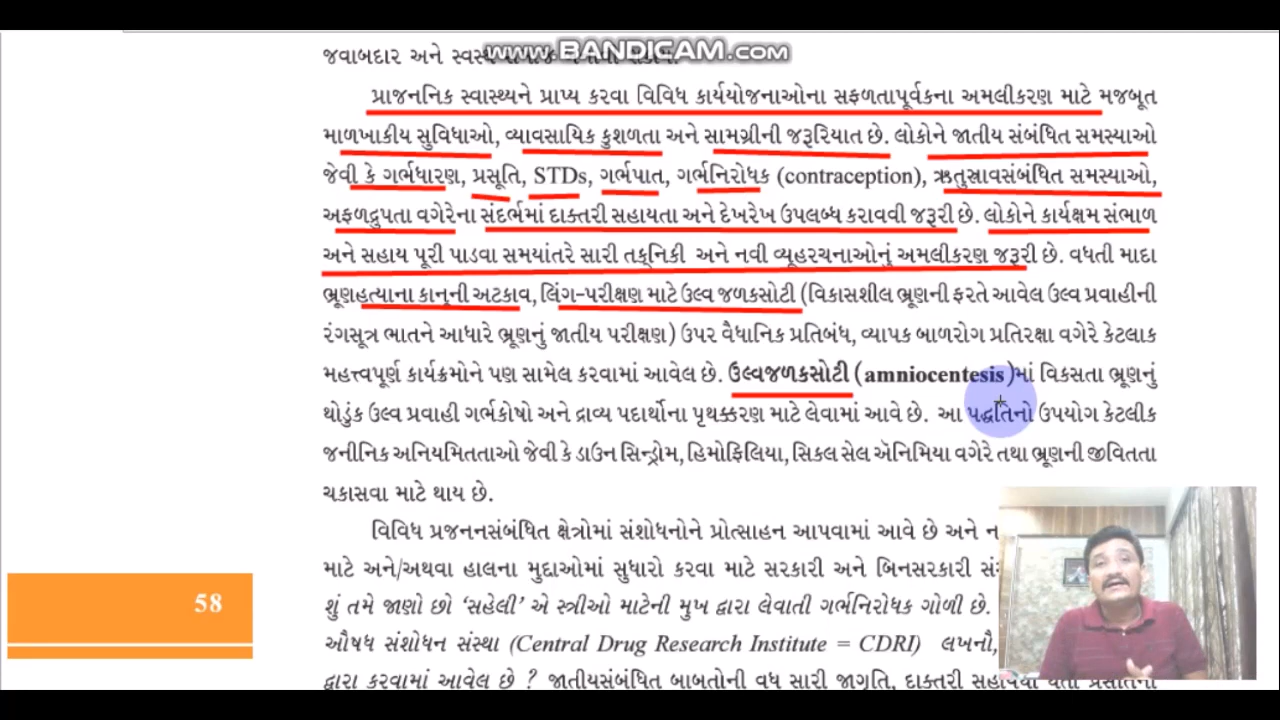 www.BANDICAM.com
જવાબદાર અને
પ્રાજનનિક સ્વાસ્થ્યને પ્રાપ્ય કરવા વિવિધ કાર્યયોજનાઓના સફળતાપૂર્વકના અમલીકરણ માટે મજબૂત
માળખાકીય સુવિધાઓ, વ્યાવસાયિક કુશળતા અને સામગ્રીની જરૂરિયાત છે. લોકોને જાતીય સંબંધિત સમસ્યાઓ
જેવી કે ગર્ભધારણ, પ્રસૂતિ, STDs, ગર્ભપાત, ગર્ભનિરોધક (contraception), ઋતુસ્રાવસંબંધિત સમસ્યાઓ,
અફળદ્રુપતા વગેરેના સંદર્ભમાં દાક્તરી સહાયતા અને દેખરેખ ઉપલબ્ધ કરાવવી જરૂરી છે. લોકોને કાર્યક્ષમ સંભાળ
અને સહાય પૂરી પાડવા સમયાંતરે સારી તક્નિકી અને નવી વ્યૂહરચનાઓનું અમલીકરણ જરૂરી છે. વધતી માદા
ભ્રૂણહત્યાના કાનૂની અટકાવ, લિંગ-પરીક્ષણ માટે ઉલ્વ જળકસોટી (વિકાસશીલ ભ્રૂણની ફરતે આવેલ ઉલ્વ પ્રવાહીની
રંગસૂત્ર ભાતને આધારે ભ્રૂણનું જાતીય પરીક્ષણ) ઉપર વૈધાનિક પ્રતિબંધ, વ્યાપક બાળરોગ પ્રતિરક્ષા વગેરે કેટલાક
મહત્ત્વપૂર્ણ કાર્યક્રમોને પણ સામેલ કરવામાં આવેલ છે. ઉલ્વજળકસોટી (amniocentesis)માં વિકસતા ભ્રૂણનું
થોડુંક ઉલ્વ પ્રવાહી ગર્ભકોષો અને દ્રાવ્ય પદાર્થોના પૃથક્કરણ માટે લેવામાં આવે છે. આ પદ્ધતિનો ઉપયોગ કેટલીક
જનીનિક અનિયમિતતાઓ જેવી કે ડાઉન સિન્ડ્રોમ, હિમોફિલિયા, સિકલ સેલ ઍનિમિયા વગેરે તથા ભ્રૂણની જીવિતતા
ચકાસવા માટે થાય છે.
વિવિધ પ્રજનનસંબંધિત ક્ષેત્રોમાં સંશોધનોને પ્રોત્સાહન આપવામાં આવે છે અને
માટે અને/અથવા હાલના મુદ્દાઓમાં સુધારો કરવા માટે સરકારી અને બિનસરકારી
શું તમે જાણો છો ‘સહેલી’ એ સ્ત્રીઓ માટેની મુખ દ્વારા લેવાતી ગર્ભનિરોધક ગોળી છે.
ઔષધ સંશોધન સંસ્થા (Central Drug Research Institute = CDRI) લખનૌ,
દ્વારા કરવામાં આવેલ છે ? જાતીયસંબંધિત બાબતોની વધ સારી જાગૃતિ, દાક્તરી
58